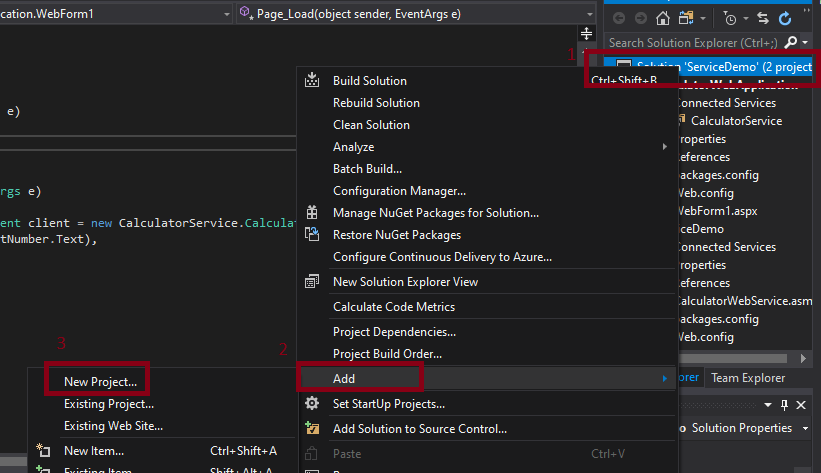 cation.WebForm1
Page_Load(object sender, EventArgs e)
Search Solution Explorer (Ctrl+;)
1
Solution 'ServiceDemo' (2 project
e)
rgs e)
ent client = new CalculatorService.Calcula
tNumber.Text),
Build Solution Ctrl+Shift+B
Rebuild Solution
Clean Solution
Analyze
Batch Build...
Configuration Manager...
Manage NuGet Packages for Solution...
Restore NuGet Packages
Configure Continuous Delivery to Azure...
New Solution Explorer View
Calculate Code Metrics
Project Dependencies...
Project Build Order...
2
Add
Set StartUp Projects...
Add Solution to Source Control...
Paste Ctrl+V
3
New Project...
Existing Project...
Existing Web Site...
New Item... Ctrl+Shift+A
Existing Item... Shift+Alt+A
ulatorWebApplication
Connected Services
CalculatorService
roperties
eferences
ackages.config
Web.config
WebForm1.aspx
iceDemo
Connected Services
roperties
eferences
CalculatorWebService.asm
ackages.config
Web.config
orer
Team Explorer
o Solution Properties